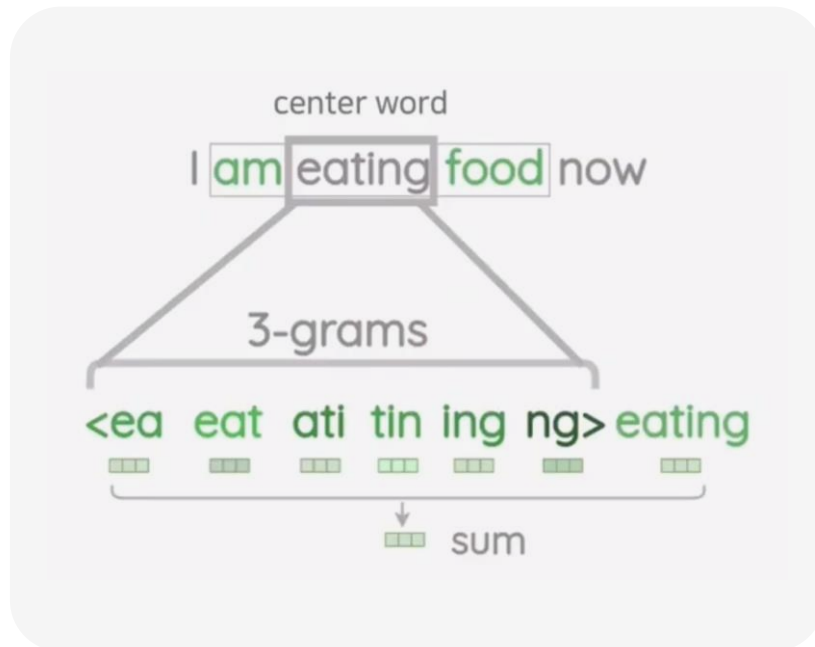 center word
I am eating food now
3-grams
<ea eat ati tin ing ng> eating
sum